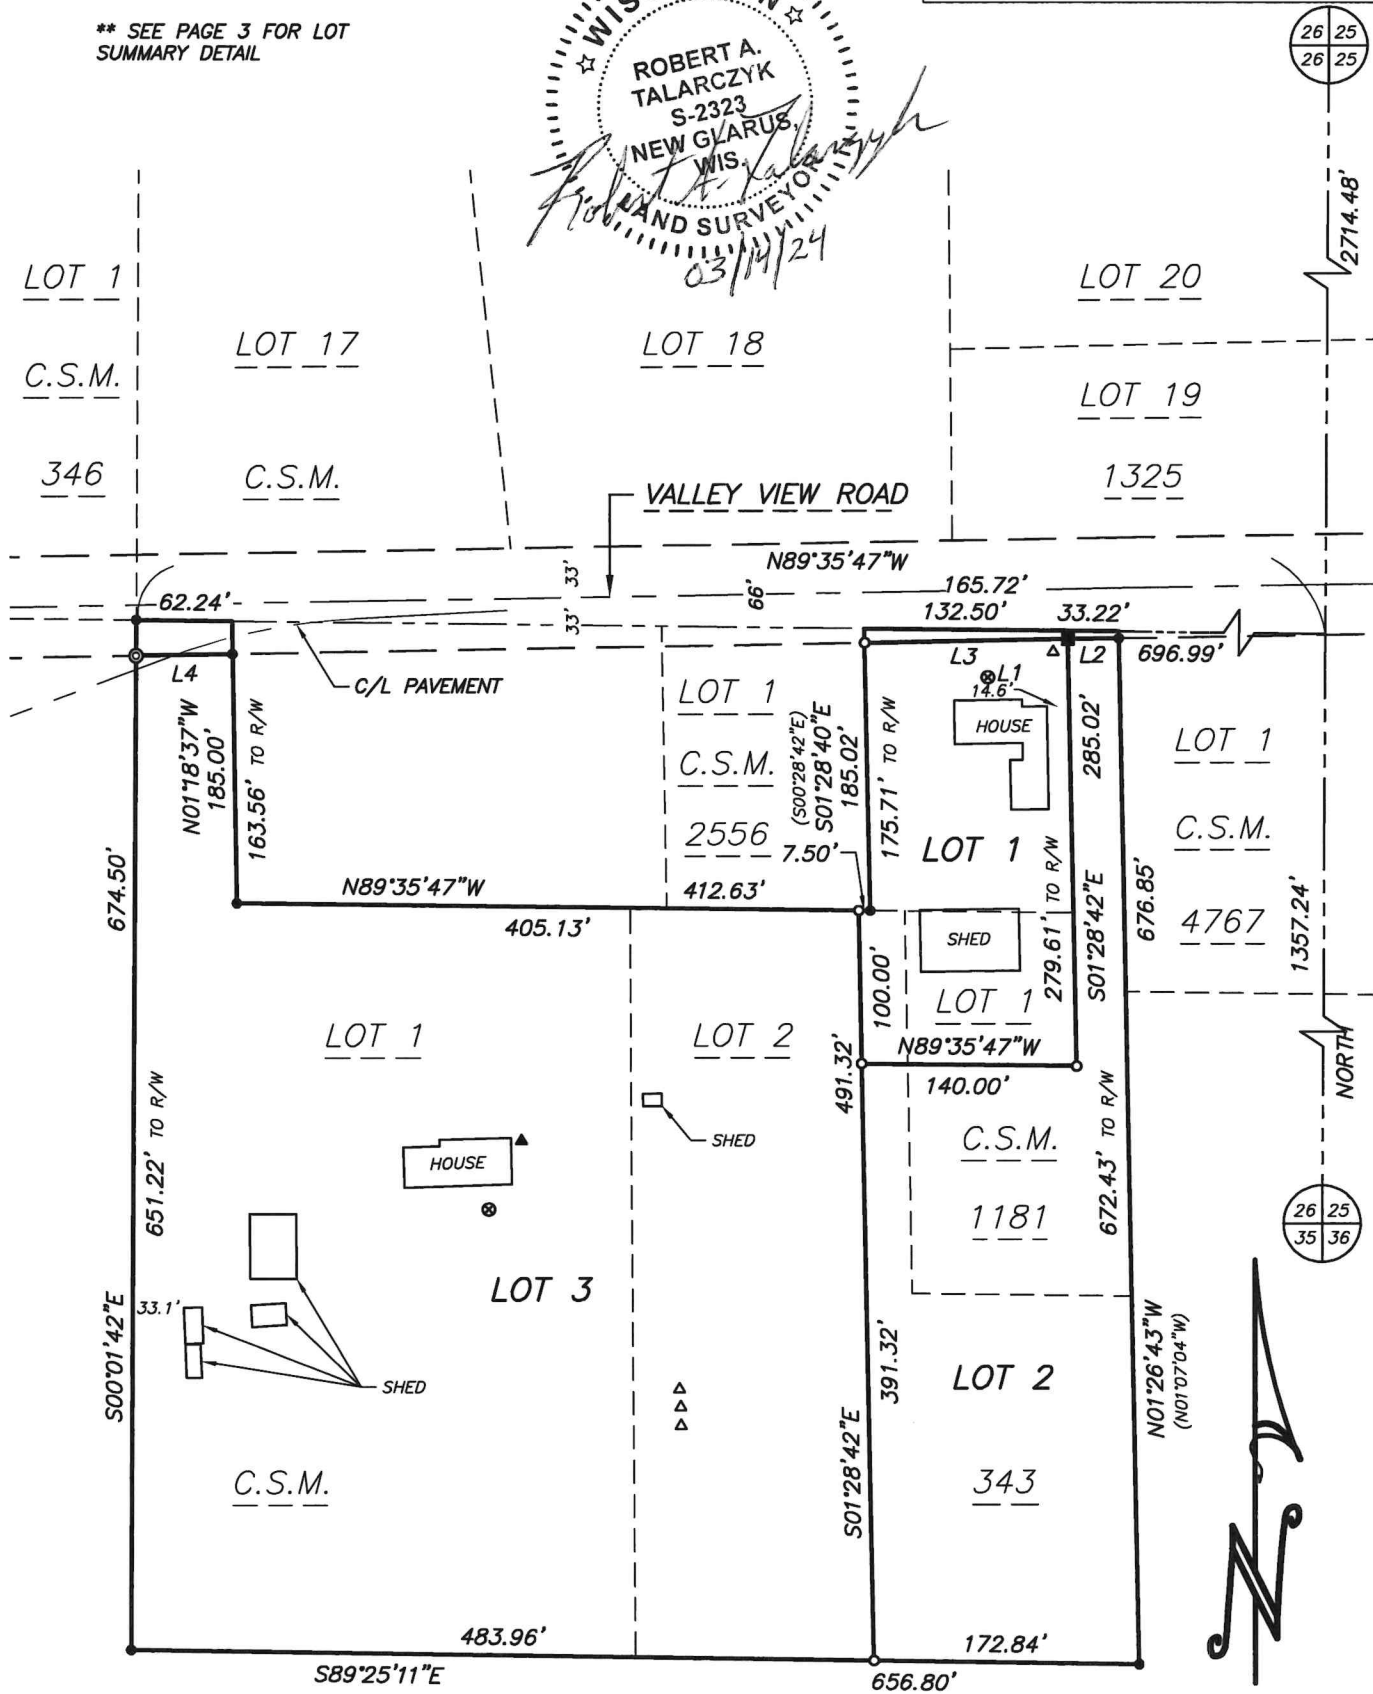 ** SEE PAGE 3 FOR LOT
SUMMARY DETAIL
ROBERT A.
TALARCZYK
S-2323
NEW GLARUS,
WIS.
LAND SURVEYOR
Robert A. Talarczyk
03/14/24
26 25
26 25
2714.48'
LOT 1
C.S.M.
346
LOT 17
C.S.M.
LOT 18
LOT 20
LOT 19
1325
VALLEY VIEW ROAD
N89°35'47"W
165.72'
132.50'
33.22'
62.24'
33'
33'
66'
L4
C/L PAVEMENT
L3
L1
L2
696.99'
14.6'
HOUSE
N01°18'37"W
185.00'
163.56' TO R/W
LOT 1
C.S.M.
2556
(S00°28'42"E)
S01°28'40"E
185.02'
175.71' TO R/W
7.50'
LOT 1
285.02'
279.61' TO R/W
S01°28'42"E
676.85'
LOT 1
C.S.M.
4767
1357.24'
NORTH
674.50'
N89°35'47"W
412.63'
405.13'
SHED
LOT 1
100.00'
N89°35'47"W
140.00'
491.32'
LOT 1
LOT 2
SHED
HOUSE
C.S.M.
1181
672.43' TO R/W
26 25
35 36
651.22' TO R/W
LOT 3
33.1'
SHED
S00°01'42"E
391.32'
S01°28'42"E
LOT 2
N01°26'43"W
(N01°07'04"W)
C.S.M.
343
N
483.96'
S89°25'11"E
172.84'
656.80'